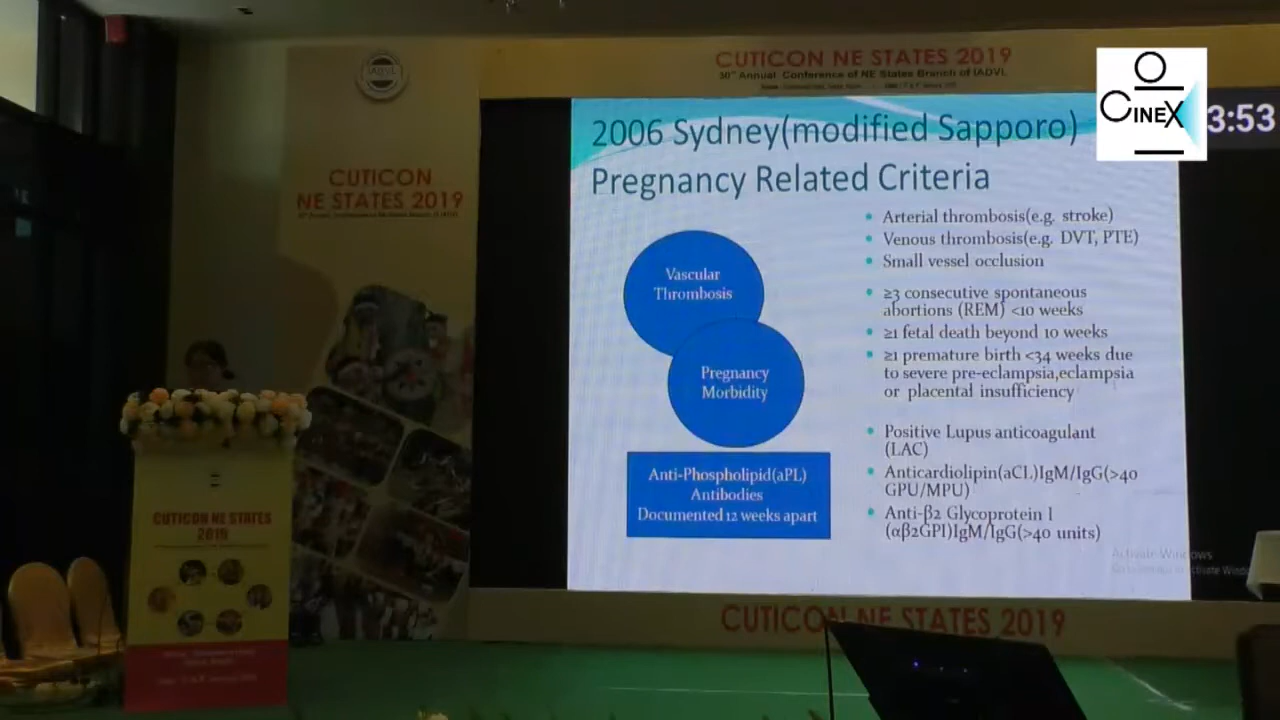 IADVL
CUTICON NE STATES 2019
30th Annual Conference of NE States Branch of IADVL
CINEX
3:53
CUTICON
NE STATES 2019
2006 Sydney(modified Sapporo)
Pregnancy Related Criteria
Vascular
Thrombosis
Pregnancy
Morbidity
Anti-Phospholipid(aPL)
Antibodies
Documented 12 weeks apart
• Arterial thrombosis(e.g. stroke)
• Venous thrombosis(e.g. DVT, PTE)
• Small vessel occlusion
• ≥3 consecutive spontaneous
abortions (REM) <10 weeks
• ≥1 fetal death beyond 10 weeks
• ≥1 premature birth <34 weeks due
to severe pre-eclampsia,eclampsia
or placental insufficiency
• Positive Lupus anticoagulant
(LAC)
• Anticardiolipin(aCL)IgM/IgG(>40
GPU/MPU)
• Anti-β2 Glycoprotein I
(αβ2GPI)IgM/IgG(>40 units)
Activate Windows
CUTICON NE STATES
2019
CUTICON NE STATES 2019